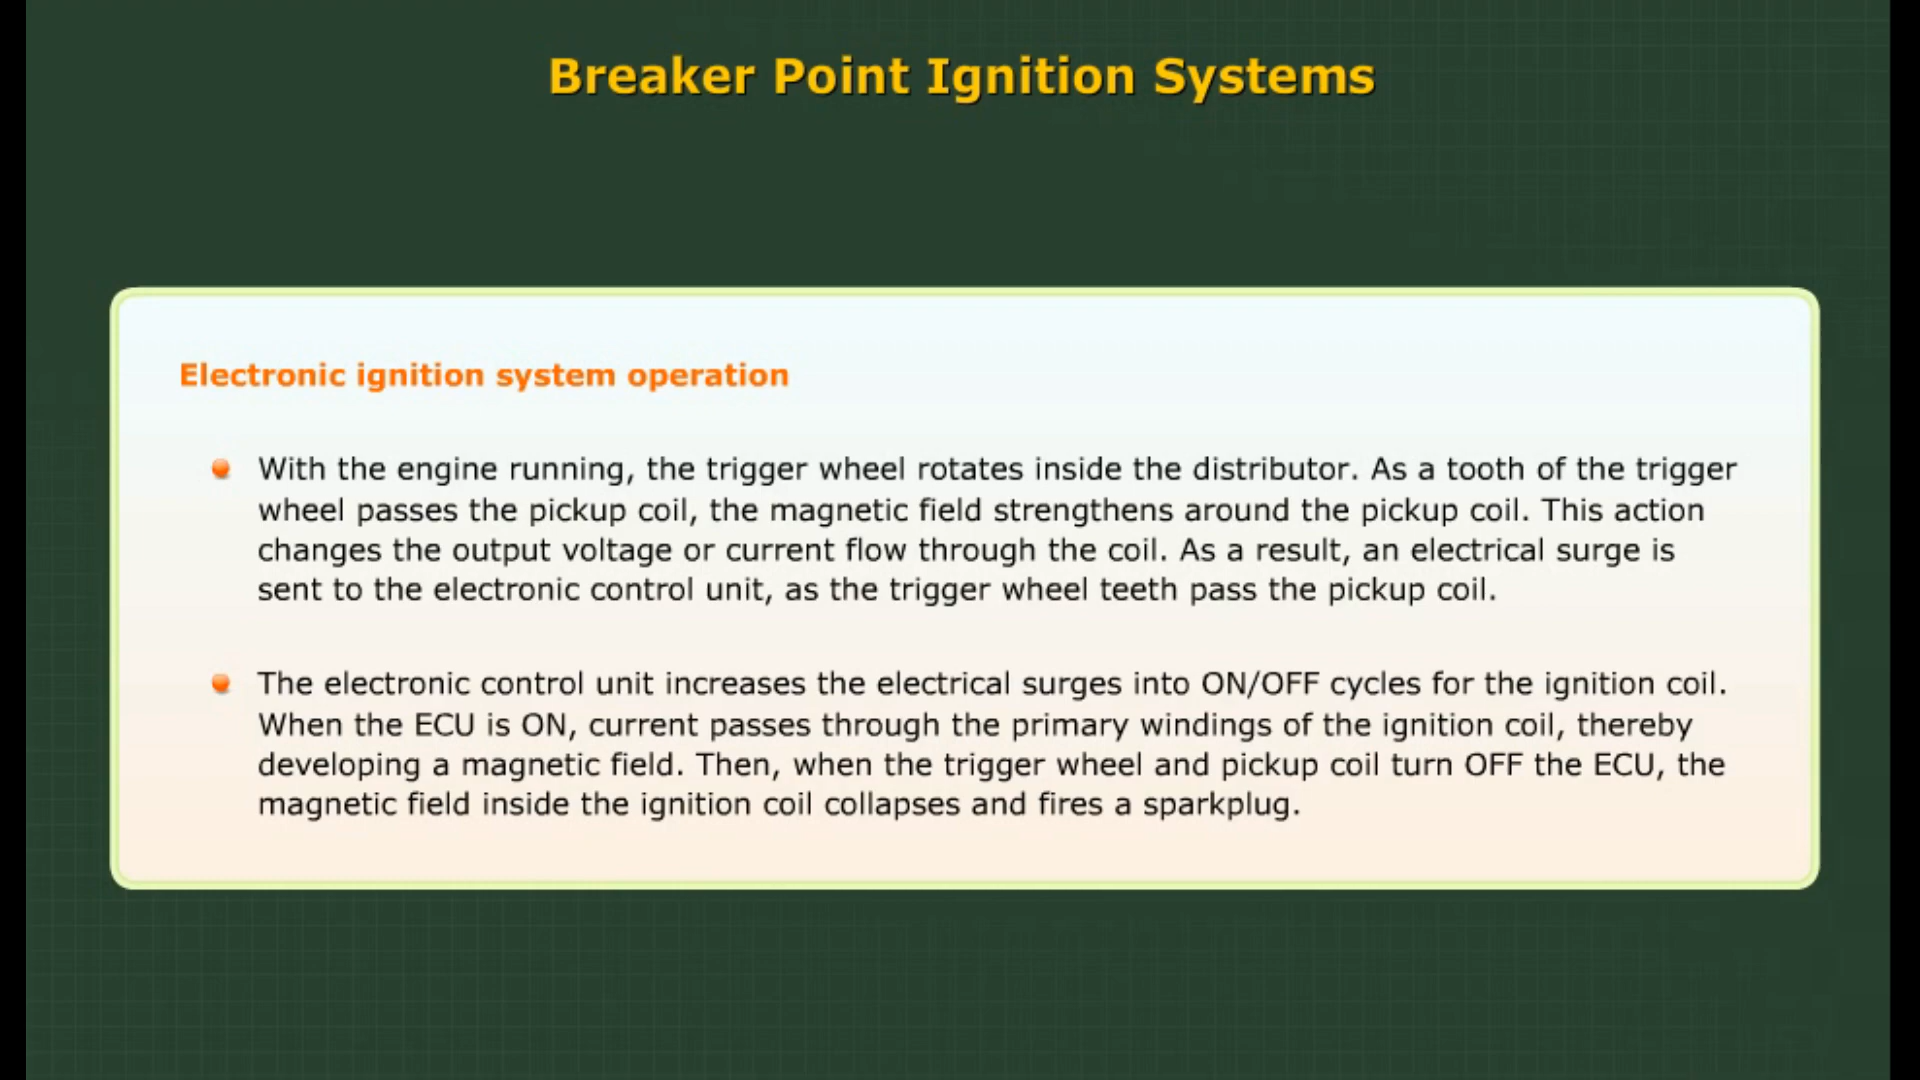 Breaker Point Ignition Systems
Electronic ignition system operation
With the engine running, the trigger wheel rotates inside the distributor. As a tooth of the trigger
wheel passes the pickup coil, the magnetic field strengthens around the pickup coil. This action
changes the output voltage or current flow through the coil. As a result, an electrical surge is
sent to the electronic control unit, as the trigger wheel teeth pass the pickup coil.
The electronic control unit increases the electrical surges into ON/OFF cycles for the ignition coil.
When the ECU is ON, current passes through the primary windings of the ignition coil, thereby
developing a magnetic field. Then, when the trigger wheel and pickup coil turn OFF the ECU, the
magnetic field inside the ignition coil collapses and fires a sparkplug.